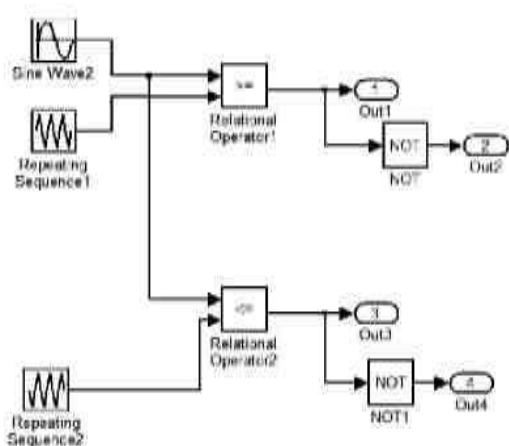 Sine Wave2
>=
1
Relational
Operator1
Out1
Repeating
Sequence1
NOT
2
NOT
Out2
<=
3
Relational
Operator2
Out3
Repeating
Sequence2
NOT
4
NOT1
Out4